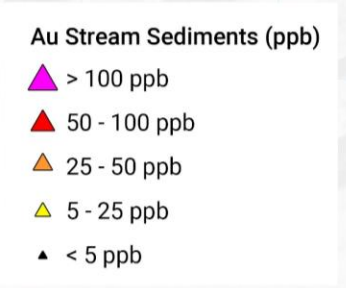 Au Stream Sediments (ppb)
> 100 ppb
50 - 100 ppb
25 - 50 ppb
5 - 25 ppb
< 5 ppb